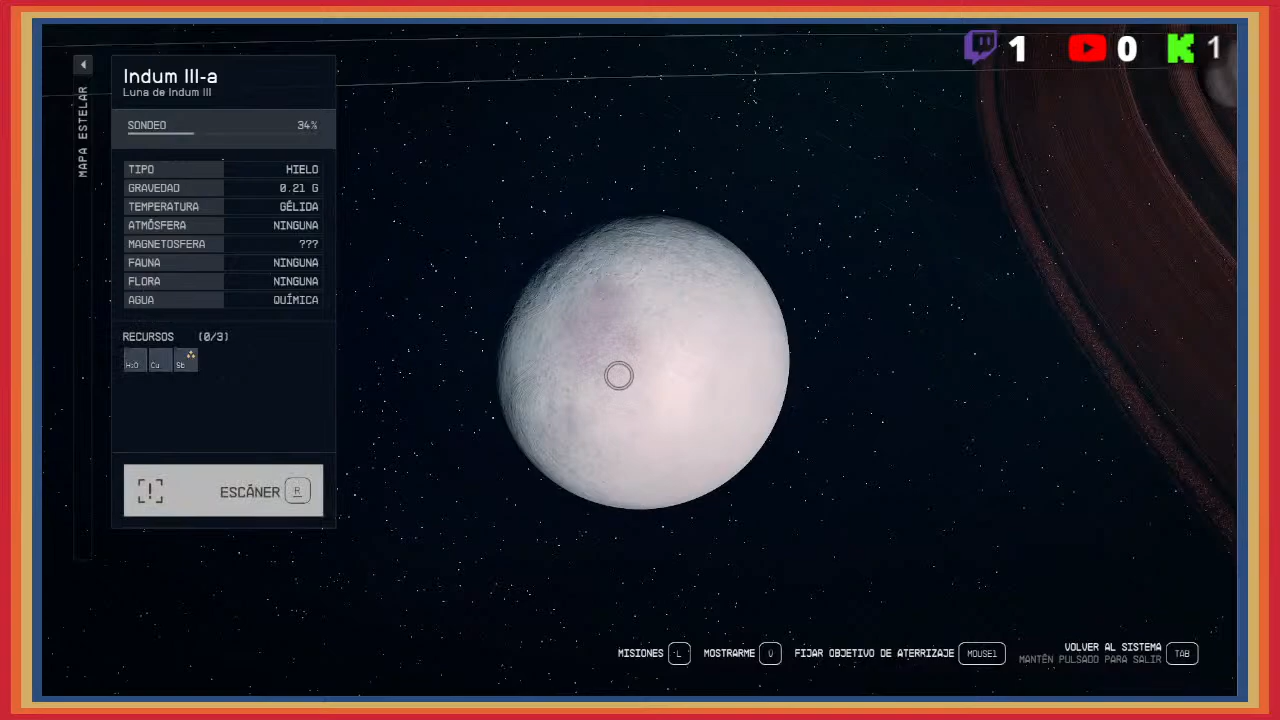 1 0 K 1
MAPA ESTELAR
Indum III-a
Luna de Indum III
SONDEO 34%
TIPO HIELO
GRAVEDAD 0.21 G
TEMPERATURA GÉLIDA
ATMÓSFERA NINGUNA
MAGNETOSFERA ???
FAUNA NINGUNA
FLORA NINGUNA
AGUA QUÍMICA
RECURSOS (0/3)
H2O Cu Sb
ESCÁNER R
MISIONES L MOSTRARME V FIJAR OBJETIVO DE ATERRIZAJE MOUSE1 VOLVER AL SISTEMA TAB
MANTÉN PULSADO PARA SALIR